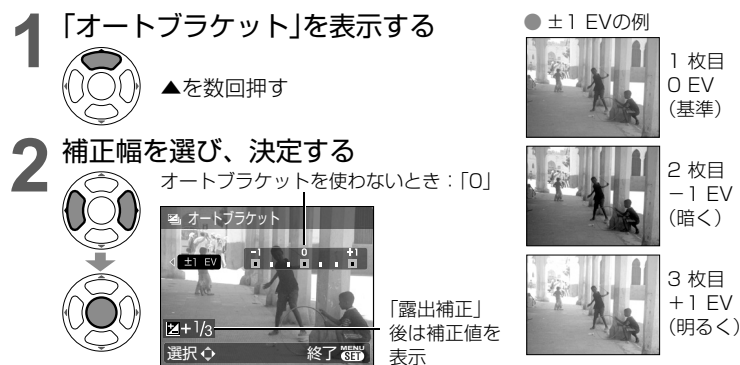 1 「オートブラケット」を表示する
▲を数回押す
2 補正幅を選び、決定する
オートブラケットを使わないとき：「0」
オートブラケット
-1 0 +1
±1 EV
+1/3
選択 終了 MENU SET
「露出補正」
後は補正値を
表示
● ±1 EVの例
1 枚目
0 EV
(基準)
2 枚目
−1 EV
(暗く)
3 枚目
＋1 EV
(明るく)